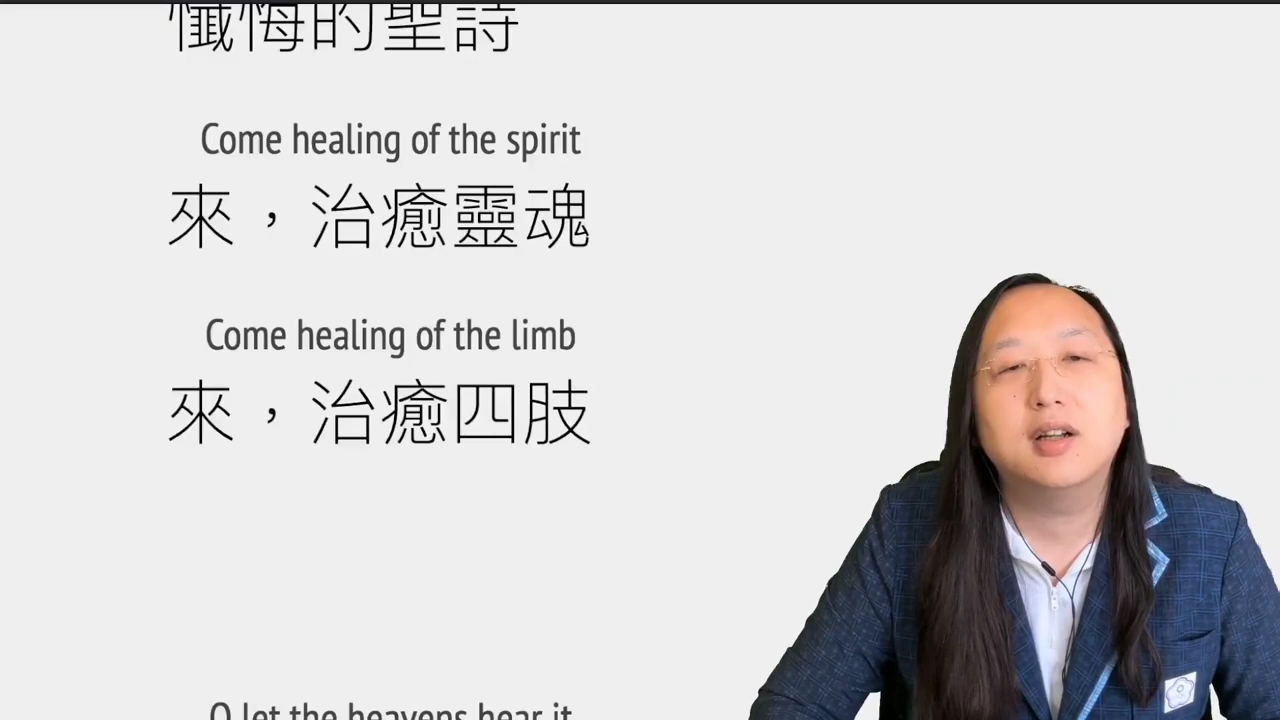 懺悔的聖詩
Come healing of the spirit
來，治癒靈魂
Come healing of the limb
來，治癒四肢
O let the heavens hear it